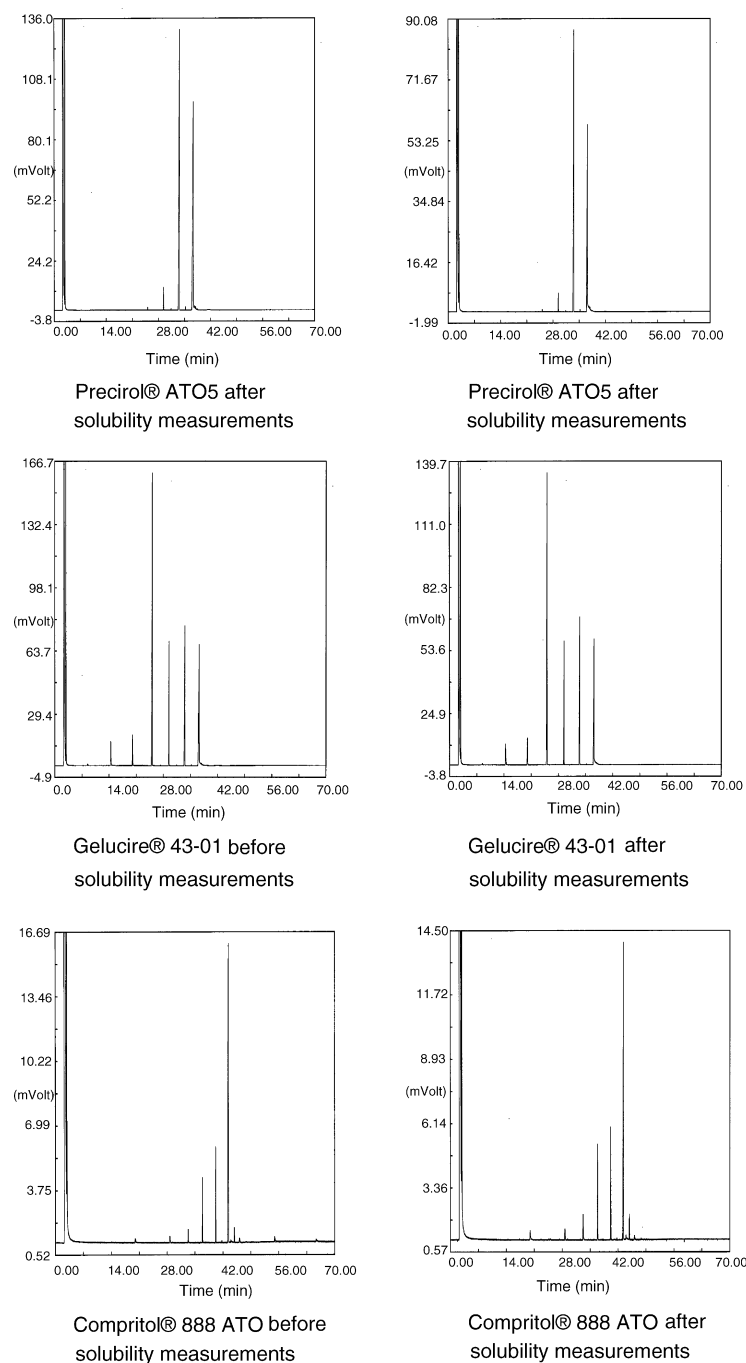 136.0
108.1
80.1
(mVolt)
52.2
24.2
-3.8
0.00 14.00 28.00 42.00 56.00 70.00
Time (min)
Precirol® ATO5 after
solubility measurements
90.08
71.67
53.25
(mVolt)
34.84
16.42
-1.99
0.00 14.00 28.00 42.00 56.00 70.00
Time (min)
Precirol® ATO5 after
solubility measurements
166.7
132.4
98.1
(mVolt)
63.7
29.4
-4.9
0.0 14.00 28.00 42.00 56.00 70.00
Time (min)
Gelucire® 43-01 before
solubility measurements
139.7
111.0
82.3
(mVolt)
53.6
24.9
-3.8
0.00 14.00 28.00 42.00 56.00 70.00
Time (min)
Gelucire® 43-01 after
solubility measurements
16.69
13.46
10.22
(mVolt)
6.99
3.75
0.52
0.00 14.00 28.00 42.00 56.00 70.00
Time (min)
Compritol® 888 ATO before
solubility measurements
14.50
11.72
8.93
(mVolt)
6.14
3.36
0.57
0.00 14.00 28.00 42.00 56.00 70.00
Time (min)
Compritol® 888 ATO after
solubility measurements